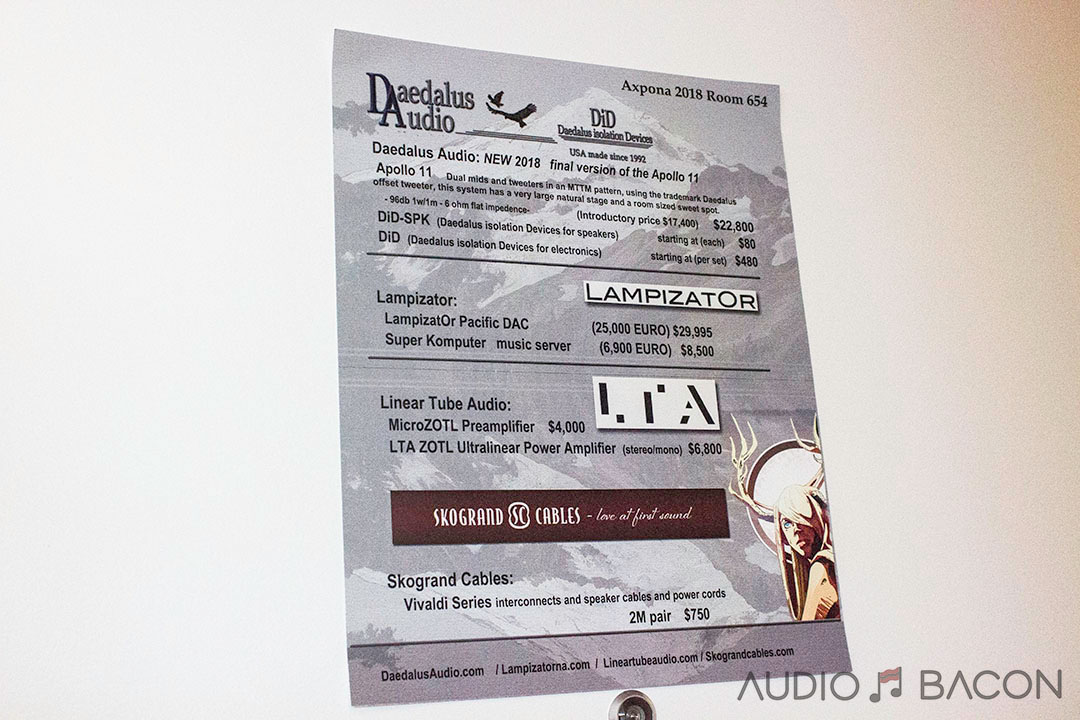 Axpona 2018 Room 654
Daedalus
Audio
DiD
Daedalus isolation Devices
USA made since 1992
Daedalus Audio: NEW 2018 final version of the Apollo 11
Apollo 11 Dual mids and tweeters in an MTTM pattern, using the trademark Daedalus
offset tweeter, this system has a very large natural stage and a room sized sweet spot.
- 96db 1w/1m - 6 ohm flat impedence- (Introductory price $17,400) $22,800
DiD-SPK (Daedalus isolation Devices for speakers) starting at (each) $80
DiD (Daedalus isolation Devices for electronics) starting at (per set) $480
Lampizator: LAMPIZATOR
LampizatOr Pacific DAC (25,000 EURO) $29,995
Super Komputer music server (6,900 EURO) $8,500
LTA
Linear Tube Audio:
MicroZOTL Preamplifier $4,000
LTA ZOTL Ultralinear Power Amplifier (stereo/mono) $6,800
SKOGRAND SC CABLES - love at first sound
Skogrand Cables:
Vivaldi Series interconnects and speaker cables and power cords
2M pair $750
DaedalusAudio.com / Lampizatorna.com / Lineartubeaudio.com / Skograndcables.com
AUDIO BACON